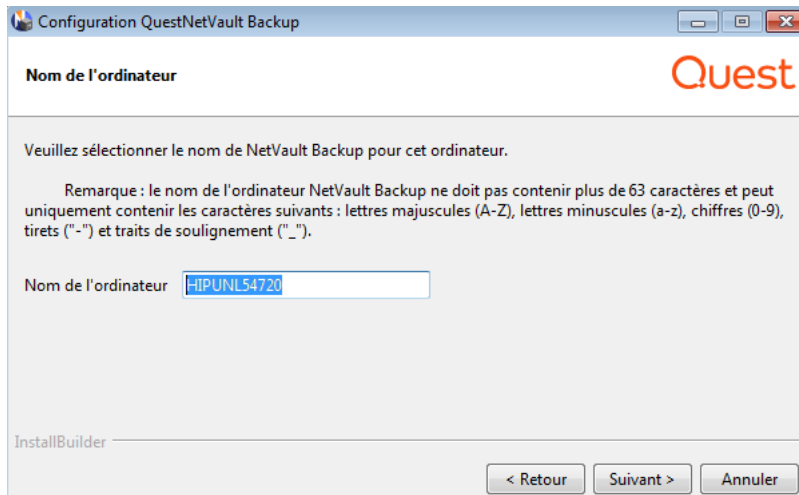 Configuration QuestNetVault Backup
Nom de l'ordinateur
Quest
Veuillez sélectionner le nom de NetVault Backup pour cet ordinateur.
Remarque : le nom de l'ordinateur NetVault Backup ne doit pas contenir plus de 63 caractères et peut
uniquement contenir les caractères suivants : lettres majuscules (A-Z), lettres minuscules (a-z), chiffres (0-9),
tirets ("-") et traits de soulignement ("_").
Nom de l'ordinateur HIPUNL54720
InstallBuilder
< Retour Suivant > Annuler